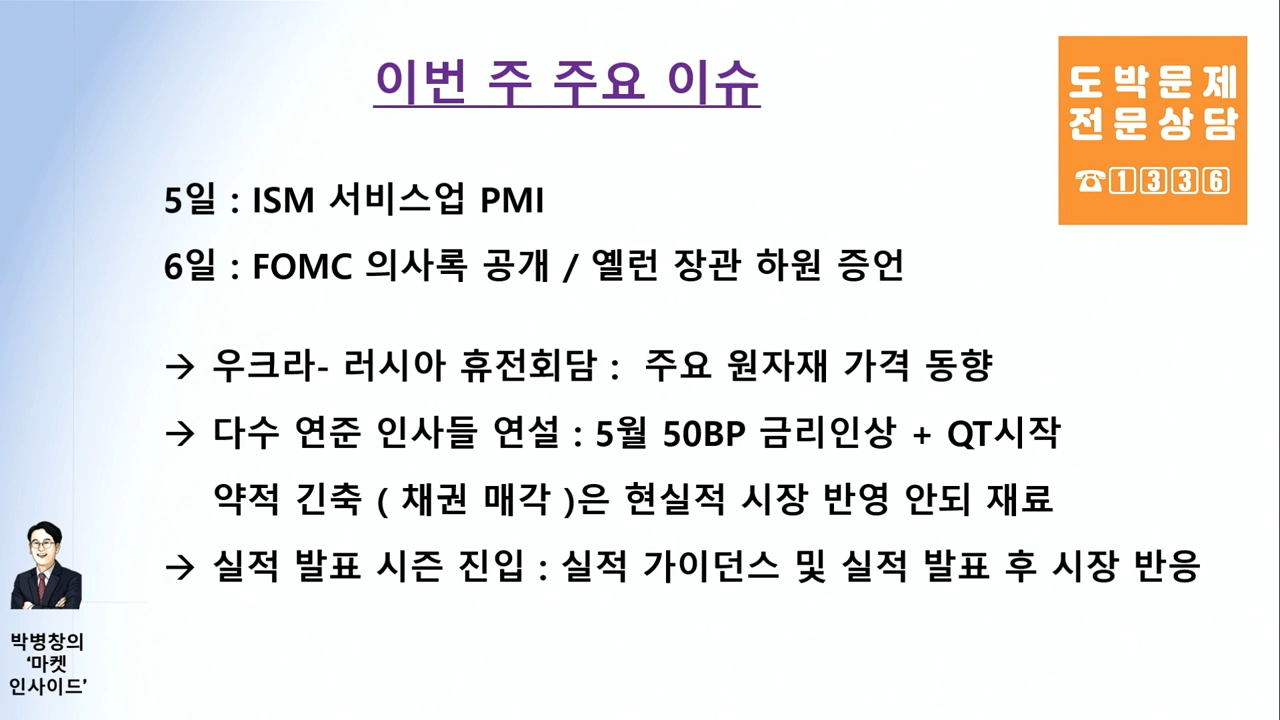 이번 주 주요 이슈
도박문제
전문상담
☎1336
5일 : ISM 서비스업 PMI
6일 : FOMC 의사록 공개 / 옐런 장관 하원 증언
→ 우크라- 러시아 휴전회담 : 주요 원자재 가격 동향
→ 다수 연준 인사들 연설 : 5월 50BP 금리인상 + QT시작
약적 긴축 ( 채권 매각 )은 현실적 시장 반영 안되 재료
→ 실적 발표 시즌 진입 : 실적 가이던스 및 실적 발표 후 시장 반응
박병창의
‘마켓
인사이드’